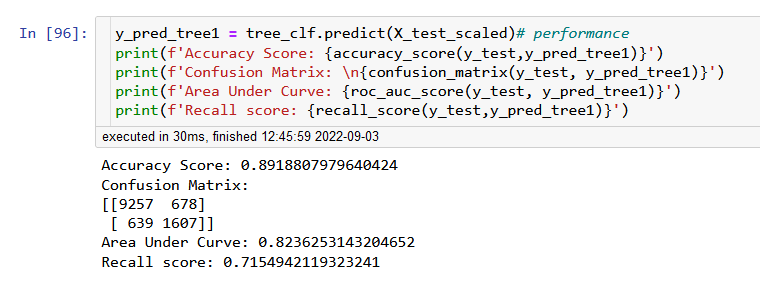 In [96]: y_pred_tree1 = tree_clf.predict(X_test_scaled)# performance
print(f'Accuracy Score: {accuracy_score(y_test,y_pred_tree1)}')
print(f'Confusion Matrix: \n{confusion_matrix(y_test, y_pred_tree1)}')
print(f'Area Under Curve: {roc_auc_score(y_test, y_pred_tree1)}')
print(f'Recall score: {recall_score(y_test,y_pred_tree1)}')
executed in 30ms, finished 12:45:59 2022-09-03
Accuracy Score: 0.8918807979640424
Confusion Matrix:
[[9257  678]
 [ 639 1607]]
Area Under Curve: 0.8236253143204652
Recall score: 0.7154942119323241